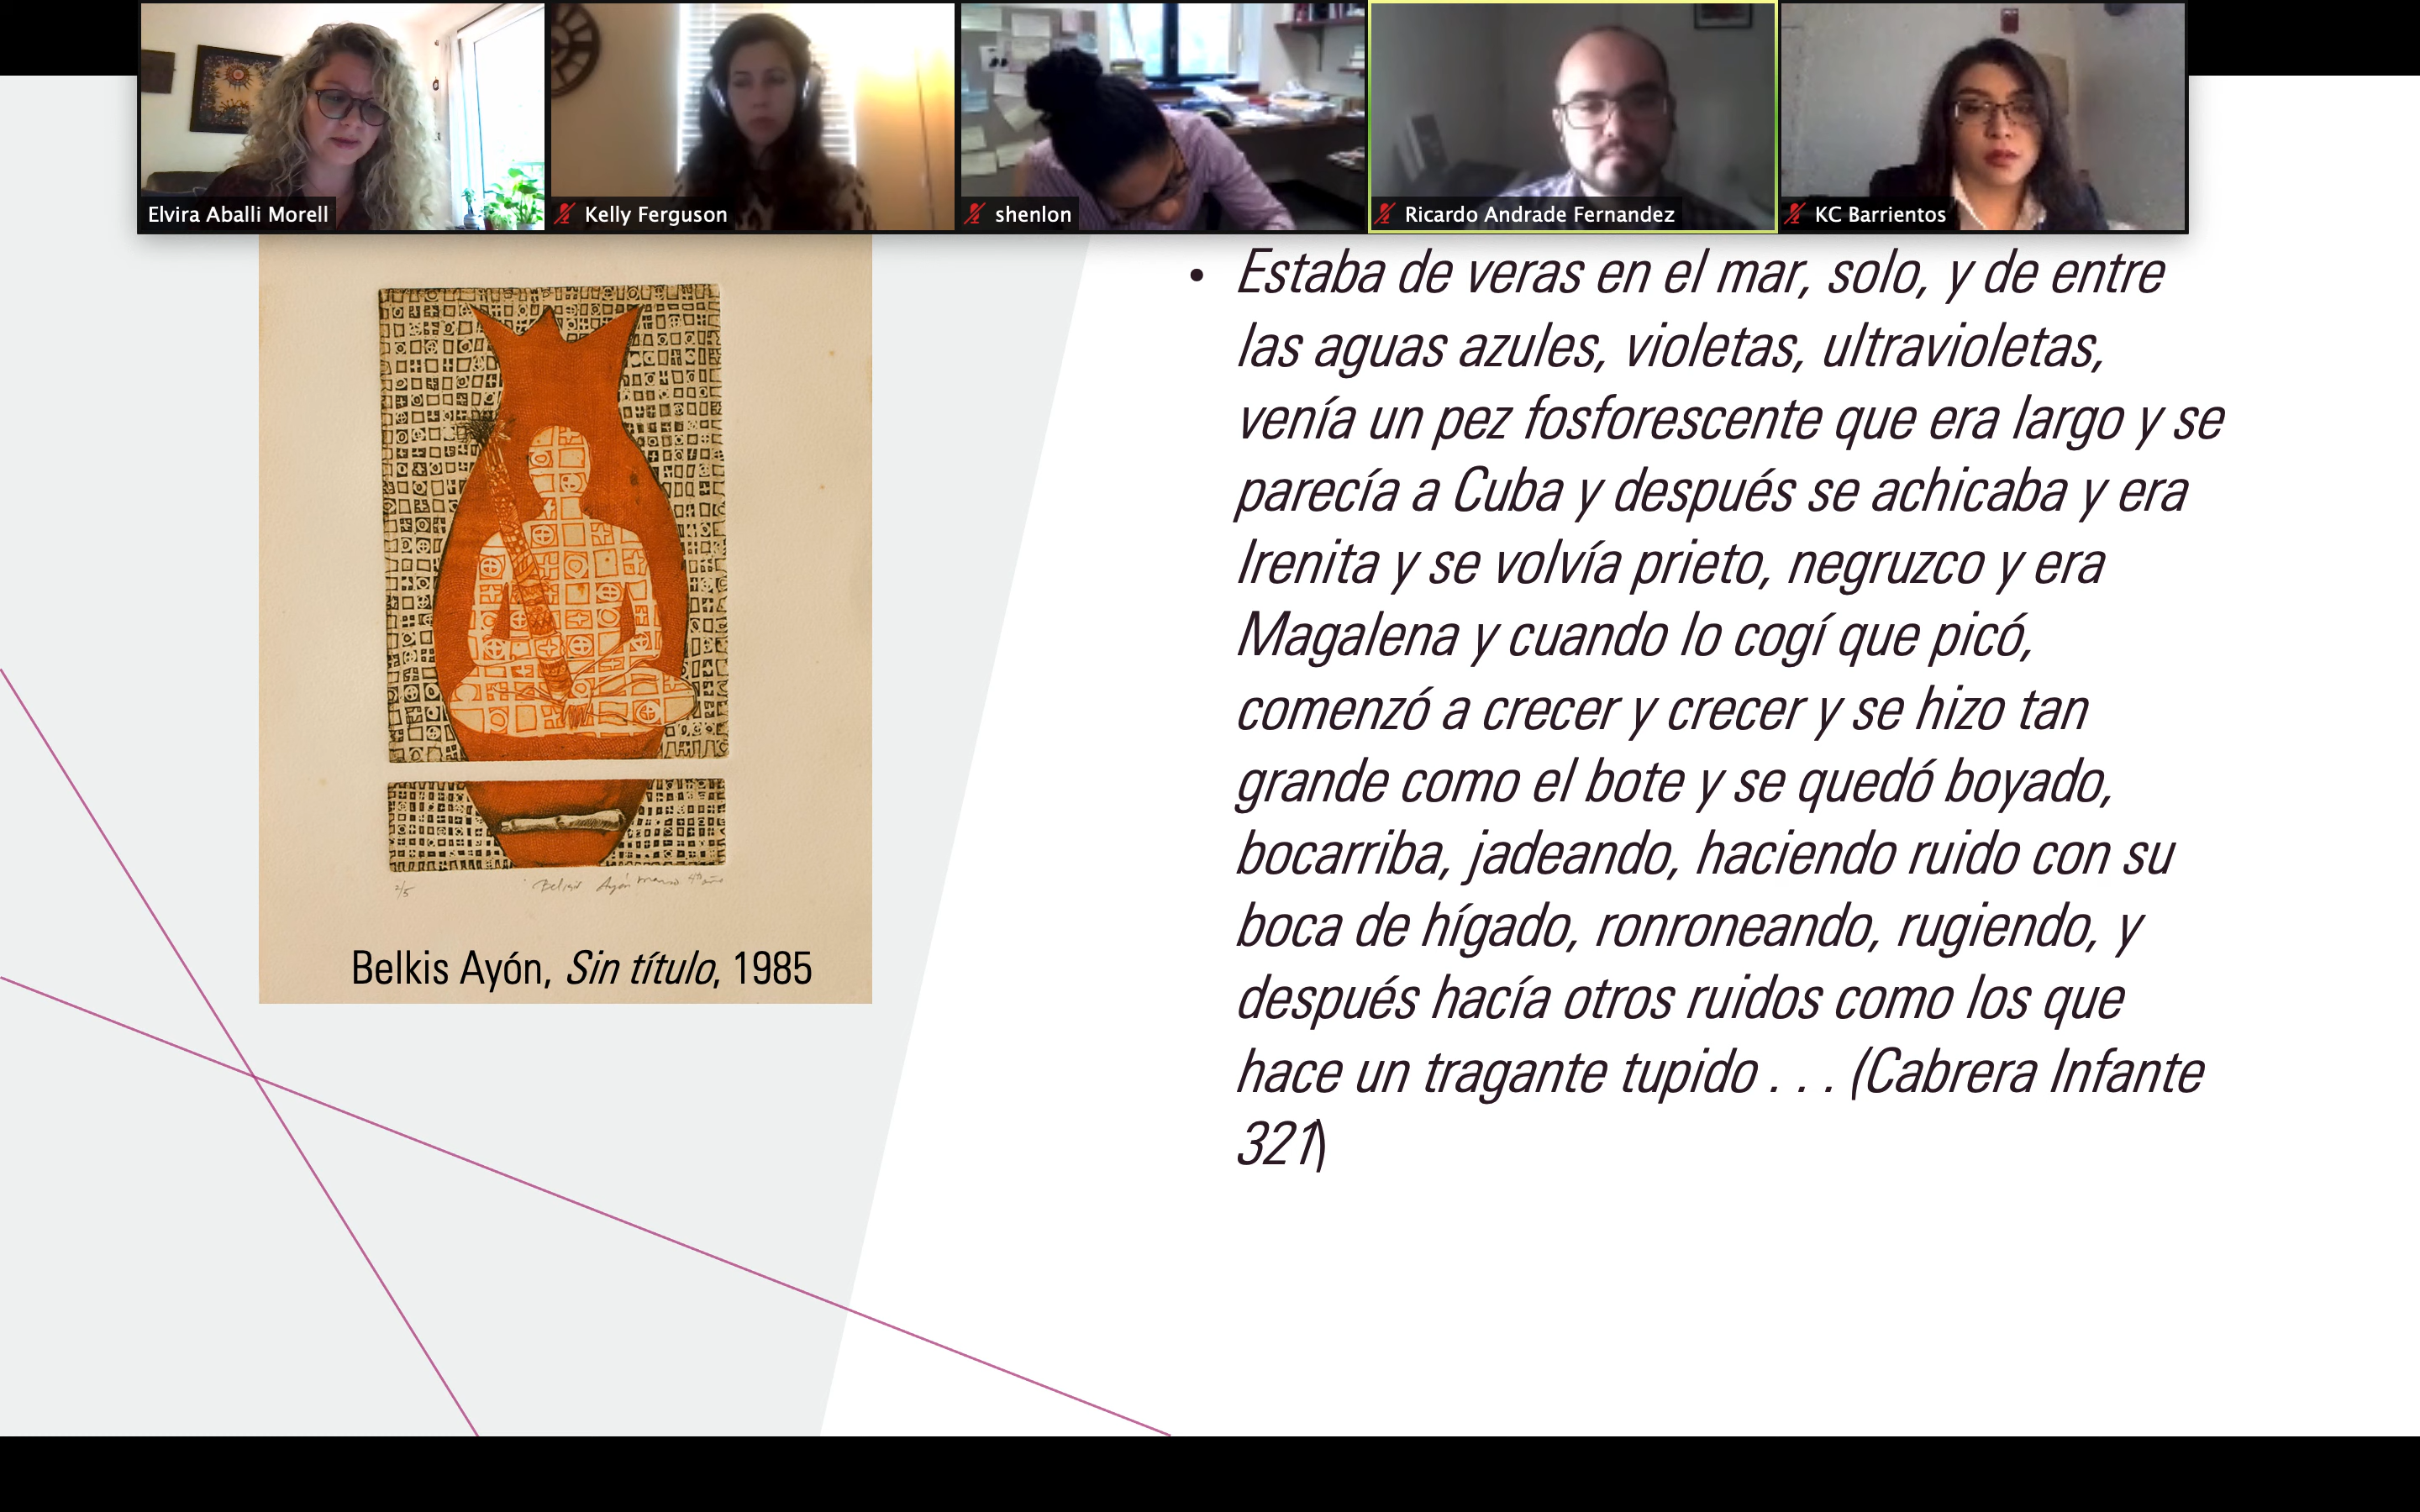 Elvira Aballi Morell
Kelly Ferguson
shenlon
Ricardo Andrade Fernandez
KC Barrientos
• Estaba de veras en el mar, solo, y de entre
las aguas azules, violetas, ultravioletas,
venía un pez fosforescente que era largo y se
parecía a Cuba y después se achicaba y era
Irenita y se volvía prieto, negruzco y era
Magalena y cuando lo cogí que picó,
comenzó a crecer y crecer y se hizo tan
grande como el bote y se quedó boyado,
bocarriba, jadeando, haciendo ruido con su
boca de hígado, ronroneando, rugiendo, y
después hacía otros ruidos como los que
hace un tragante tupido . . . (Cabrera Infante
321)
2/5
Belkis Ayón
Belkis Ayón, Sin título, 1985